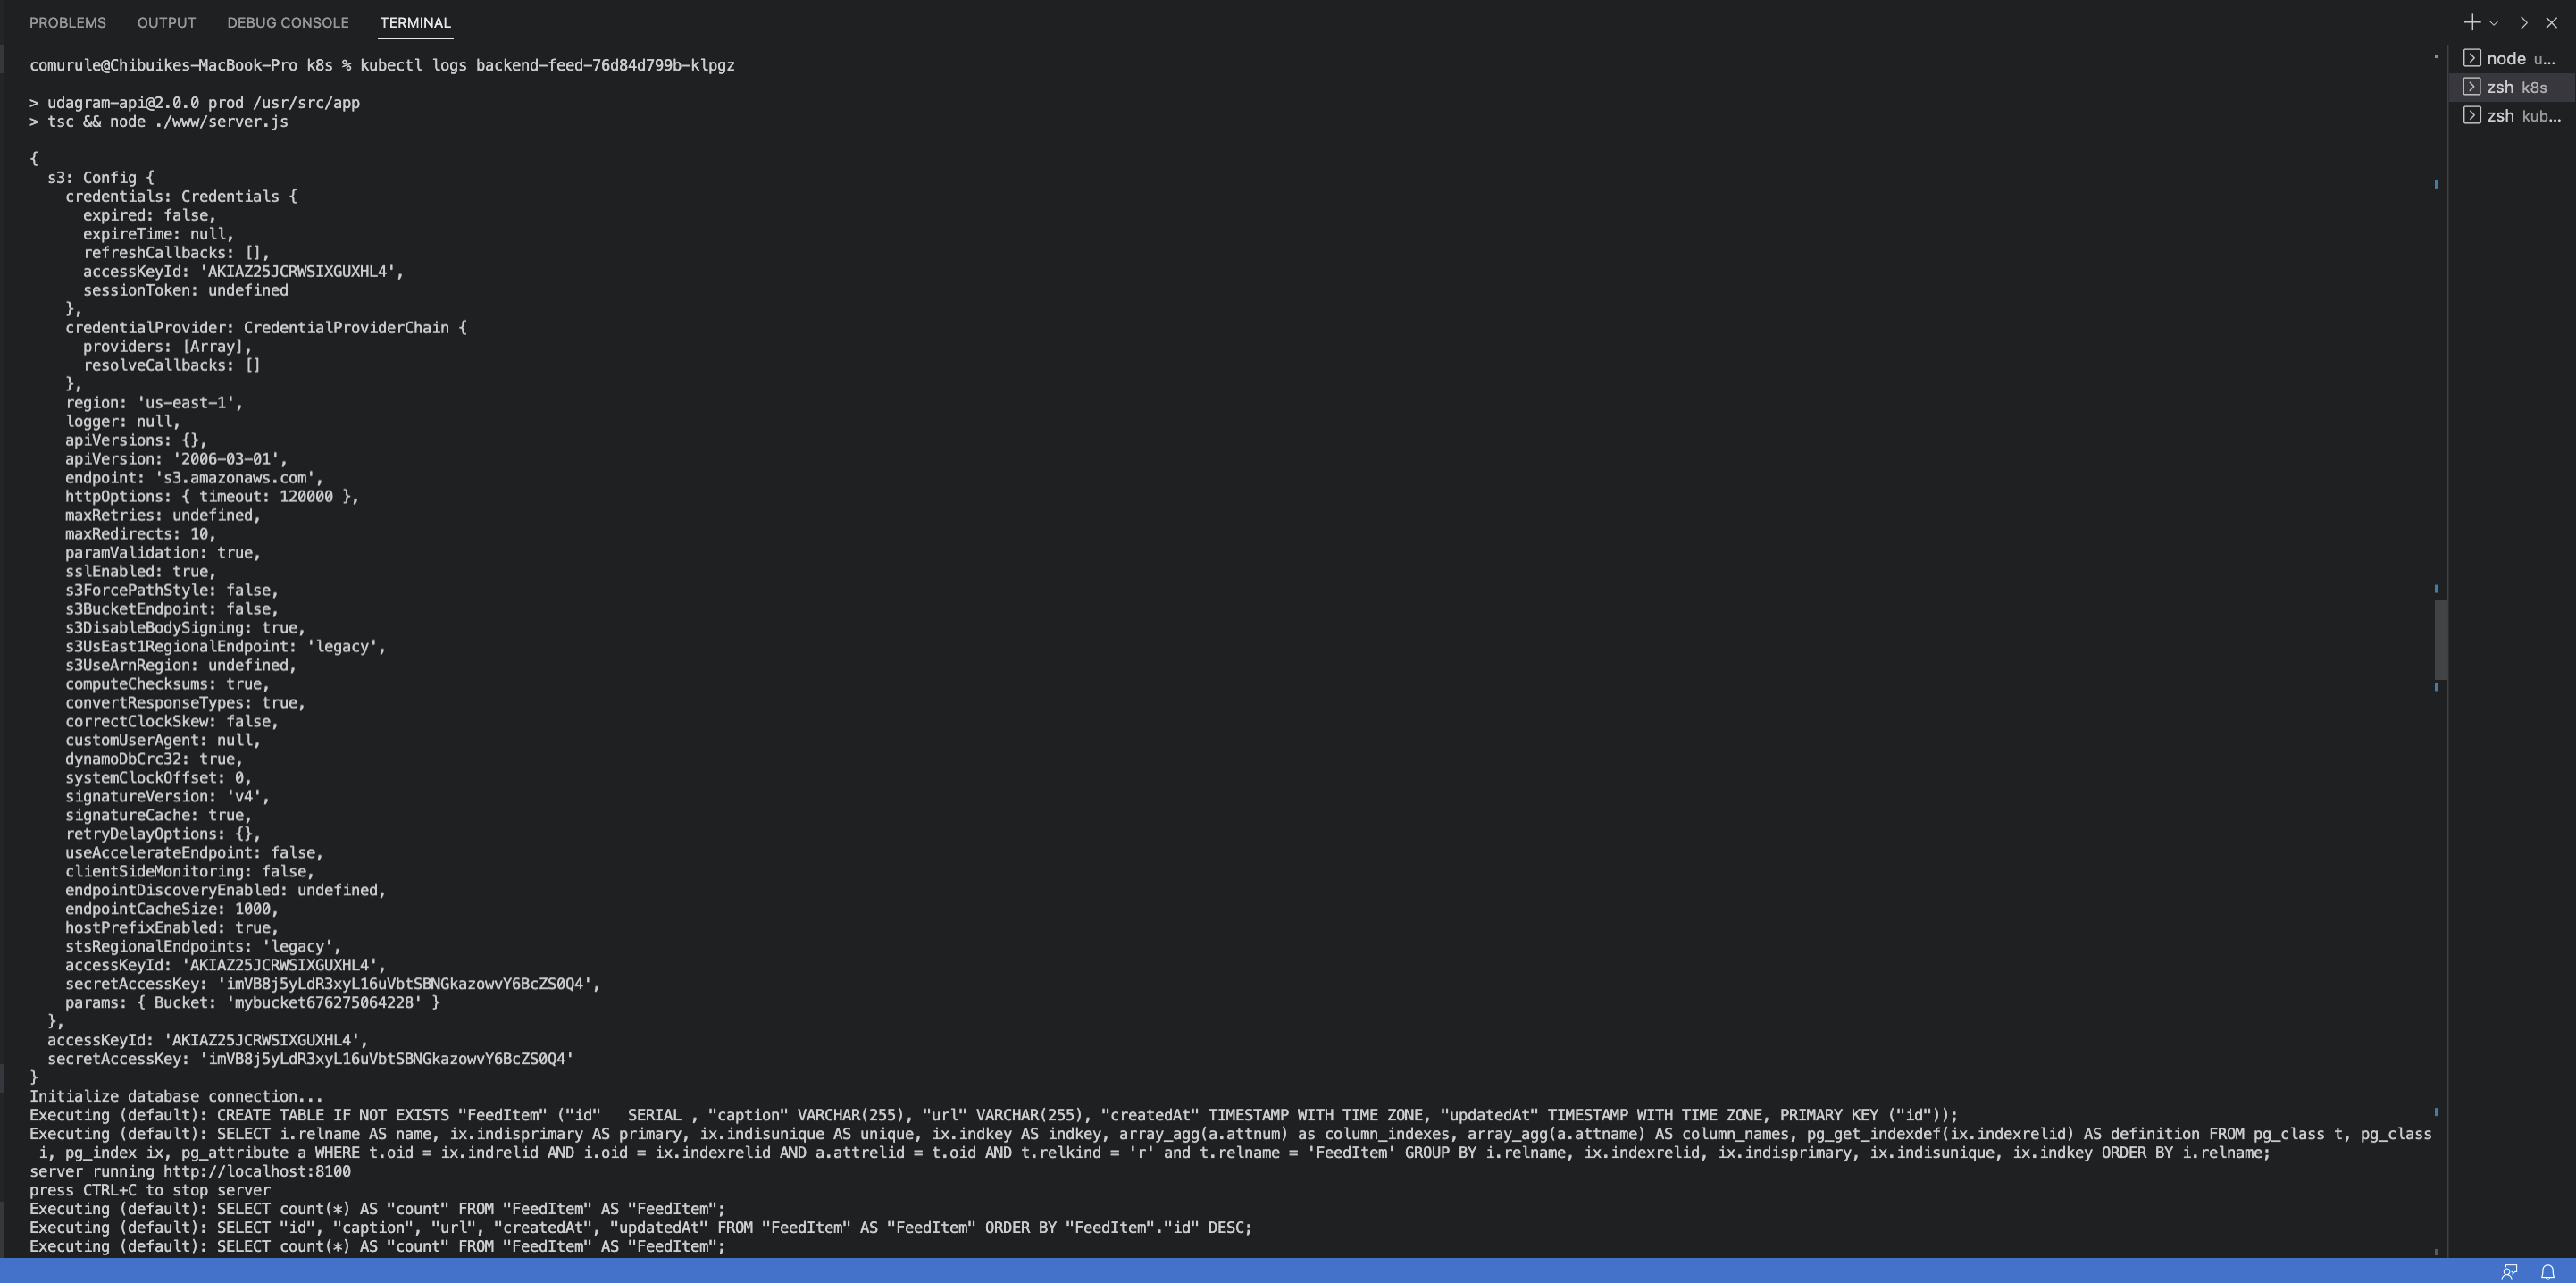 PROBLEMS OUTPUT DEBUG CONSOLE TERMINAL
comurule@Chibuikes-MacBook-Pro k8s % kubectl logs backend-feed-76d84d799b-klpgz
> udagram-api@2.0.0 prod /usr/src/app
> tsc && node ./www/server.js
{
s3: Config {
credentials: Credentials {
expired: false,
expireTime: null,
refreshCallbacks: [],
accessKeyId: 'AKIAZ25JCRWSIXGUXHL4',
sessionToken: undefined
},
credentialProvider: CredentialProviderChain {
providers: [Array],
resolveCallbacks: []
},
region: 'us-east-1',
logger: null,
apiVersions: {},
apiVersion: '2006-03-01',
endpoint: 's3.amazonaws.com',
httpOptions: { timeout: 120000 },
maxRetries: undefined,
maxRedirects: 10,
paramValidation: true,
sslEnabled: true,
s3ForcePathStyle: false,
s3BucketEndpoint: false,
s3DisableBodySigning: true,
s3UsEast1RegionalEndpoint: 'legacy',
s3UseArnRegion: undefined,
computeChecksums: true,
convertResponseTypes: true,
correctClockSkew: false,
customUserAgent: null,
dynamoDbCrc32: true,
systemClockOffset: 0,
signatureVersion: 'v4',
signatureCache: true,
retryDelayOptions: {},
useAccelerateEndpoint: false,
clientSideMonitoring: false,
endpointDiscoveryEnabled: undefined,
endpointCacheSize: 1000,
hostPrefixEnabled: true,
stsRegionalEndpoints: 'legacy',
accessKeyId: 'AKIAZ25JCRWSIXGUXHL4',
secretAccessKey: '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',
params: { Bucket: 'mybucket676275064228' }
},
accessKeyId: 'AKIAZ25JCRWSIXGUXHL4',
secretAccessKey: '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'
}
Initialize database connection...
Executing (default): CREATE TABLE IF NOT EXISTS "FeedItem" ("id"   SERIAL , "caption" VARCHAR(255), "url" VARCHAR(255), "createdAt" TIMESTAMP WITH TIME ZONE, "updatedAt" TIMESTAMP WITH TIME ZONE, PRIMARY KEY ("id"));
Executing (default): SELECT i.relname AS name, ix.indisprimary AS primary, ix.indisunique AS unique, ix.indkey AS indkey, array_agg(a.attnum) as column_indexes, array_agg(a.attname) AS column_names, pg_get_indexdef(ix.indexrelid) AS definition FROM pg_class t, pg_class
i, pg_index ix, pg_attribute a WHERE t.oid = ix.indrelid AND i.oid = ix.indexrelid AND a.attrelid = t.oid AND t.relkind = 'r' and t.relname = 'FeedItem' GROUP BY i.relname, ix.indexrelid, ix.indisprimary, ix.indisunique, ix.indkey ORDER BY i.relname;
server running http://localhost:8100
press CTRL+C to stop server
Executing (default): SELECT count(*) AS "count" FROM "FeedItem" AS "FeedItem";
Executing (default): SELECT "id", "caption", "url", "createdAt", "updatedAt" FROM "FeedItem" AS "FeedItem" ORDER BY "FeedItem"."id" DESC;
Executing (default): SELECT count(*) AS "count" FROM "FeedItem" AS "FeedItem";
node u...
zsh k8s
zsh kub...